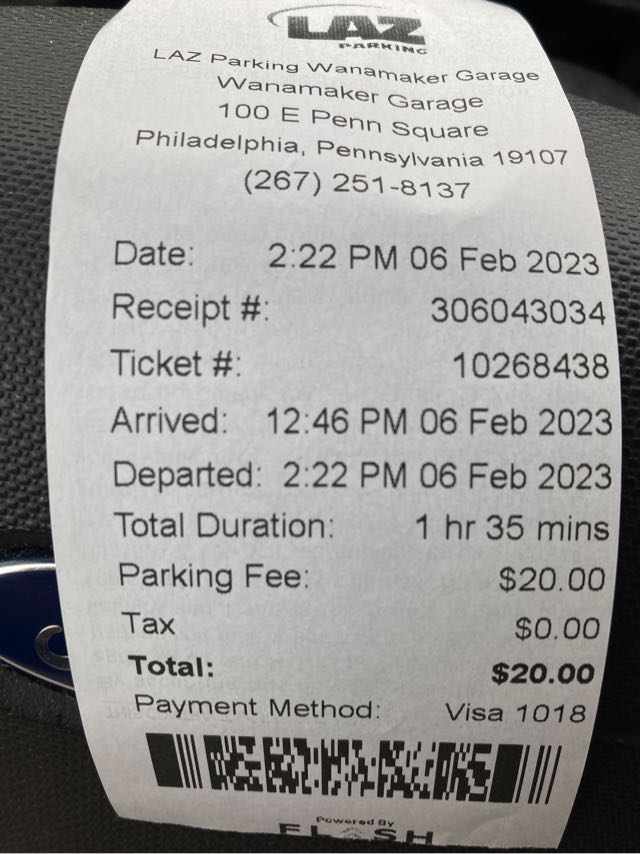 LAZ
PARKING
LAZ Parking Wanamaker Garage
Wanamaker Garage
100 E Penn Square
Philadelphia, Pennsylvania 19107
(267) 251-8137
Date: 2:22 PM 06 Feb 2023
Receipt #: 306043034
Ticket #: 10268438
Arrived: 12:46 PM 06 Feb 2023
Departed: 2:22 PM 06 Feb 2023
Total Duration: 1 hr 35 mins
Parking Fee: $20.00
Tax $0.00
Total: $20.00
Payment Method: Visa 1018
Powered By
FLASH